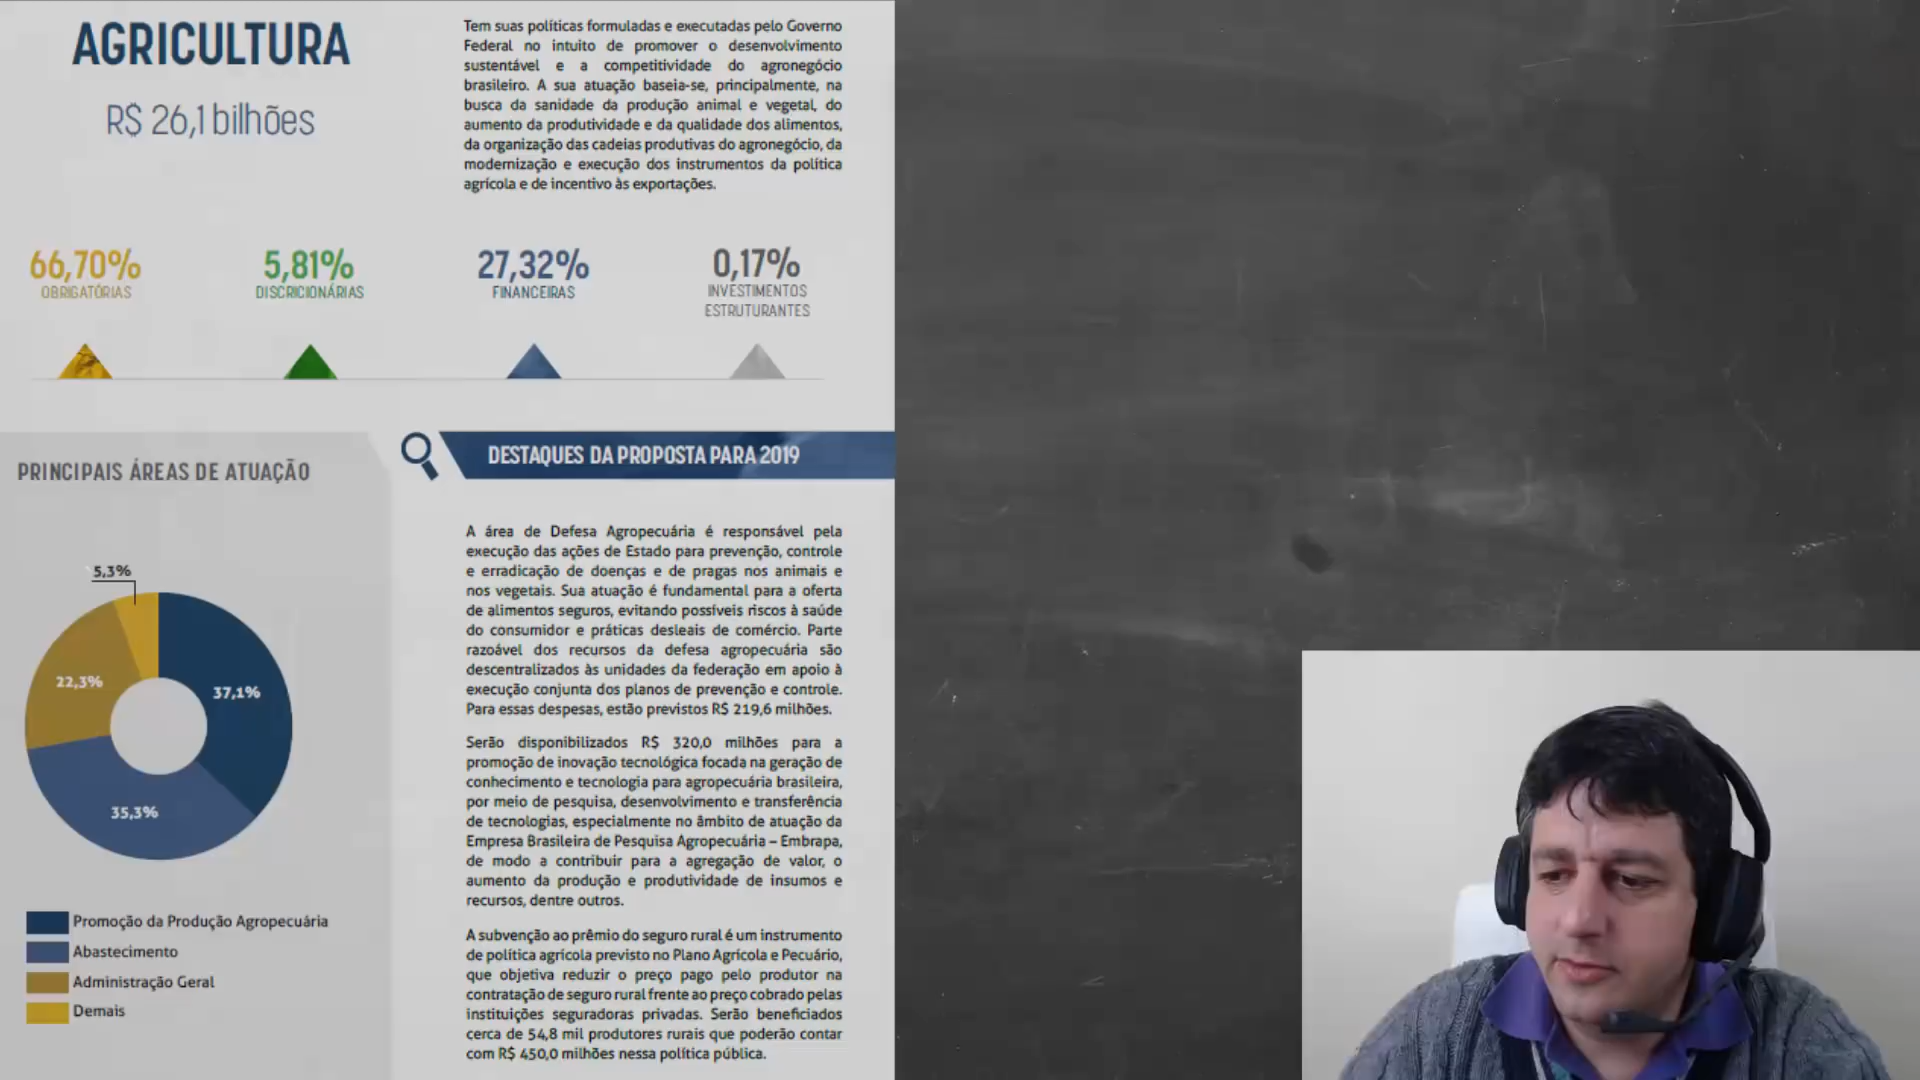 AGRICULTURA
R$ 26,1 bilhões
Tem suas políticas formuladas e executadas pelo Governo
Federal no intuito de promover o desenvolvimento
sustentável e a competitividade do agronegócio
brasileiro. A sua atuação baseia-se, principalmente, na
busca da sanidade da produção animal e vegetal, do
aumento da produtividade e da qualidade dos alimentos,
da organização das cadeias produtivas do agronegócio, da
modernização e execução dos instrumentos da política
agrícola e de incentivo às exportações.
66,70%
OBRIGATÓRIAS
5,81%
DISCRICIONÁRIAS
27,32%
FINANCEIRAS
0,17%
INVESTIMENTOS
ESTRUTURANTES
PRINCIPAIS ÁREAS DE ATUAÇÃO
5,3%
22,3%
37,1%
35,3%
Promoção da Produção Agropecuária
Abastecimento
Administração Geral
Demais
DESTAQUES DA PROPOSTA PARA 2019
A área de Defesa Agropecuária é responsável pela
execução das ações de Estado para prevenção, controle
e erradicação de doenças e de pragas nos animais e
nos vegetais. Sua atuação é fundamental para a oferta
de alimentos seguros, evitando possíveis riscos à saúde
do consumidor e práticas desleais de comércio. Parte
razoável dos recursos da defesa agropecuária são
descentralizados às unidades da federação em apoio à
execução conjunta dos planos de prevenção e controle.
Para essas despesas, estão previstos R$ 219,6 milhões.
Serão disponibilizados R$ 320,0 milhões para a
promoção de inovação tecnológica focada na geração de
conhecimento e tecnologia para agropecuária brasileira,
por meio de pesquisa, desenvolvimento e transferência
de tecnologias, especialmente no âmbito de atuação da
Empresa Brasileira de Pesquisa Agropecuária – Embrapa,
de modo a contribuir para a agregação de valor, o
aumento da produção e produtividade de insumos e
recursos, dentre outros.
A subvenção ao prêmio do seguro rural é um instrumento
de política agrícola previsto no Plano Agrícola e Pecuário,
que objetiva reduzir o preço pago pelo produtor na
contratação de seguro rural frente ao preço cobrado pelas
instituições seguradoras privadas. Serão beneficiados
cerca de 54,8 mil produtores rurais que poderão contar
com R$ 450,0 milhões nessa política pública.